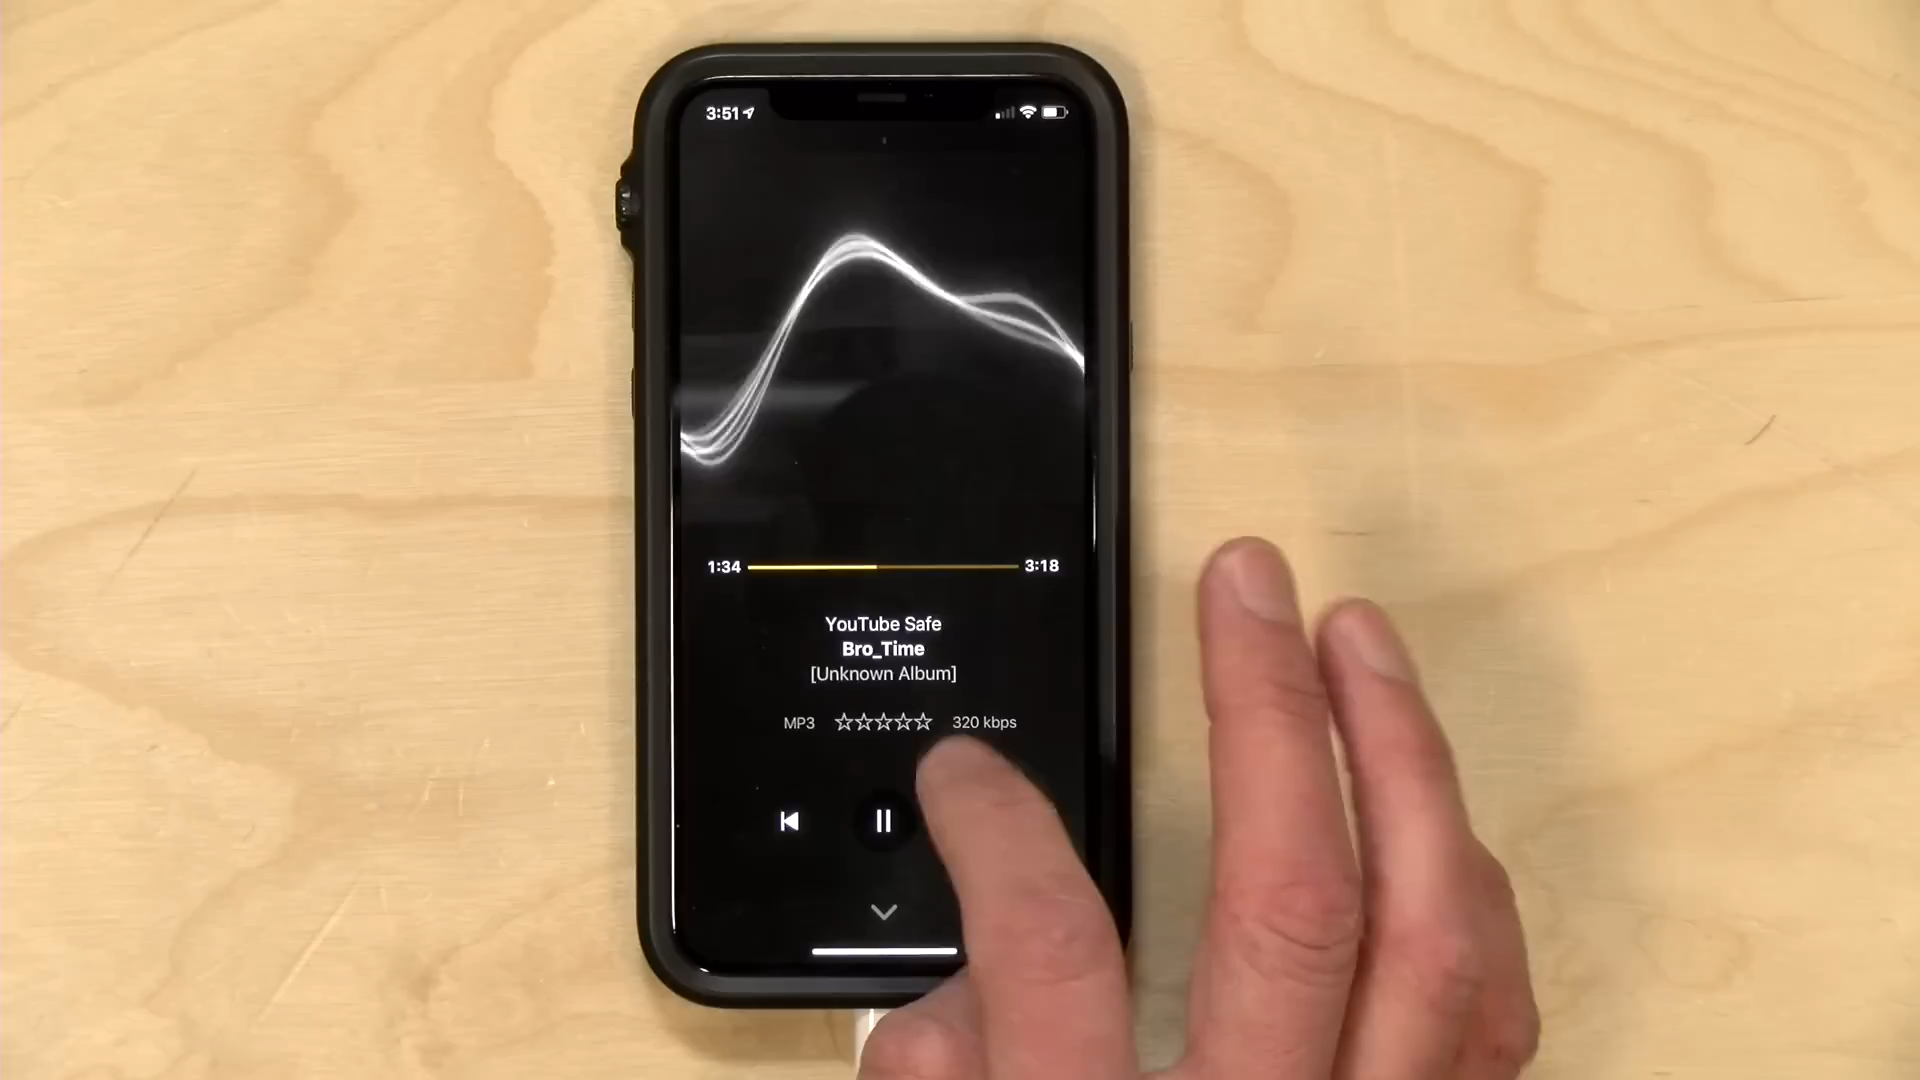 3:51
1:34 3:18
YouTube Safe
Bro_Time
[Unknown Album]
MP3 320 kbps